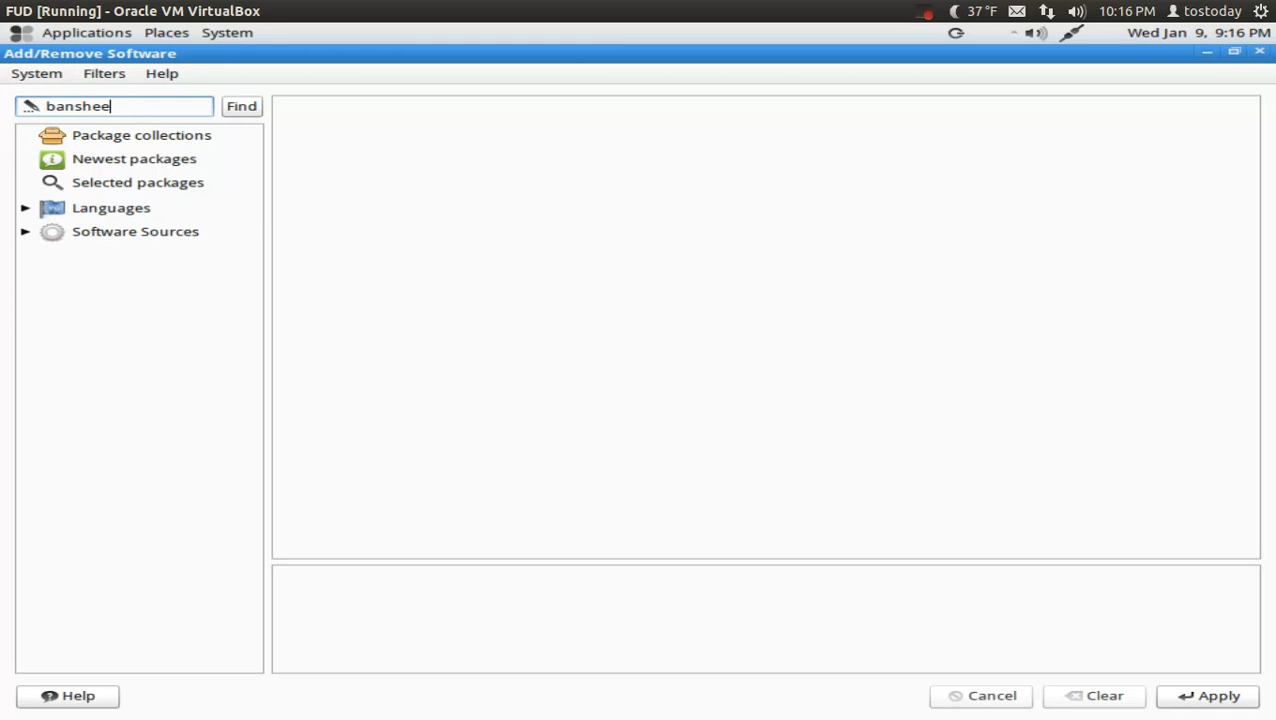 FUD [Running] - Oracle VM VirtualBox
37 °F
10:16 PM
tostoday
Applications Places System
Wed Jan 9, 9:16 PM
Add/Remove Software
System Filters Help
banshee
Find
Package collections
Newest packages
Selected packages
Languages
Software Sources
Help
Cancel
Clear
Apply